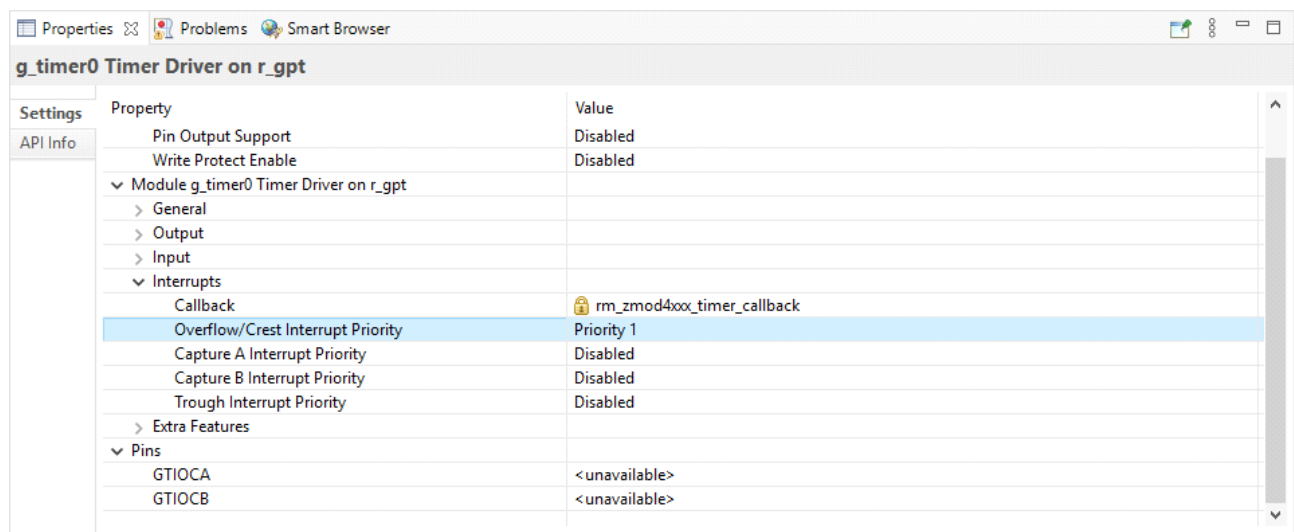 Properties Problems Smart Browser
g_timer0 Timer Driver on r_gpt
Settings
API Info
Property Value
Pin Output Support Disabled
Write Protect Enable Disabled
Module g_timer0 Timer Driver on r_gpt
General
Output
Input
Interrupts
Callback rm_zmod4xxx_timer_callback
Overflow/Crest Interrupt Priority Priority 1
Capture A Interrupt Priority Disabled
Capture B Interrupt Priority Disabled
Trough Interrupt Priority Disabled
Extra Features
Pins
GTIOCA <unavailable>
GTIOCB <unavailable>